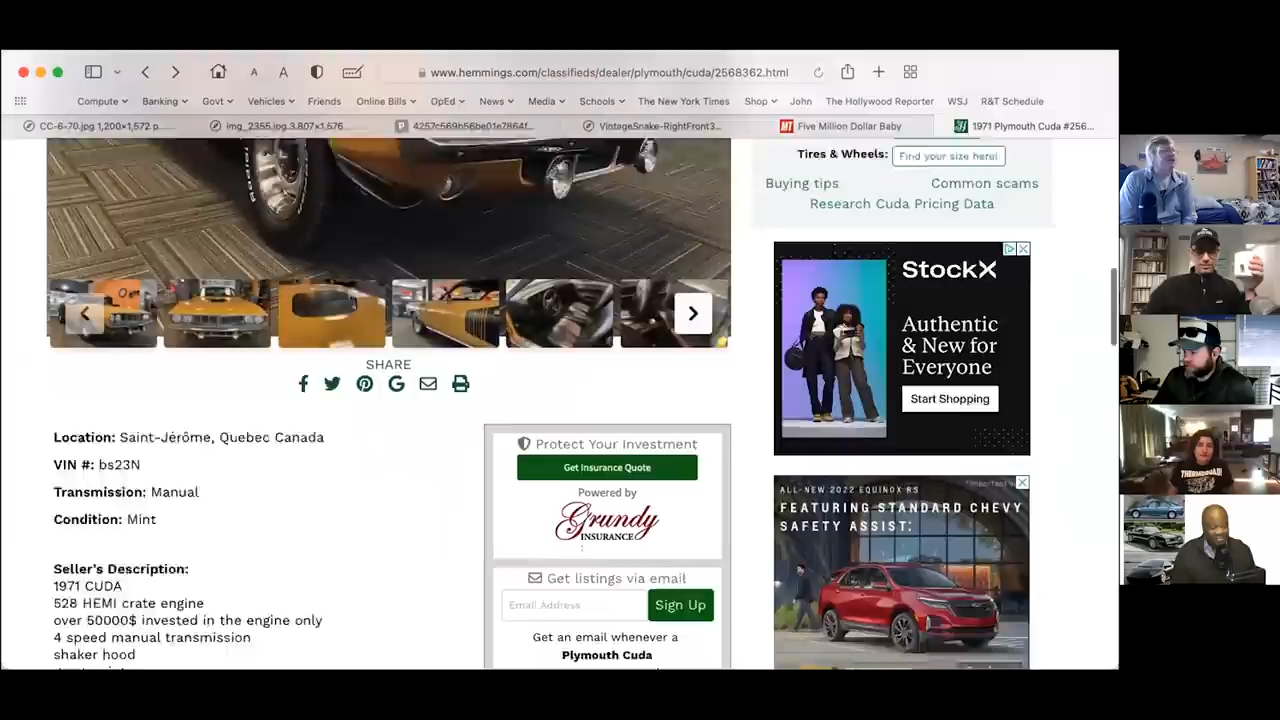 www.hemmings.com/classifieds/dealer/plymouth/cuda/2568362.html
Compute Banking Govt Vehicles Friends Online Bills OpEd News Media Schools The New York Times Shop John The Hollywood Reporter WSJ R&T Schedule
CC-6-70.jpg 1,200×1,572 p... img_2355.jpg 3,807×1,576 4257c569b56be01e7864f... VintageSnake-RightFront3... Five Million Dollar Baby 1971 Plymouth Cuda #256...
Tires & Wheels: Find your size here!
Buying tips Common scams
Research Cuda Pricing Data
StockX
Authentic
& New for
Everyone
Start Shopping
SHARE
Location: Saint-Jérôme, Quebec Canada
VIN #: bs23N
Transmission: Manual
Condition: Mint
Seller's Description:
1971 CUDA
528 HEMI crate engine
over 50000$ invested in the engine only
4 speed manual transmission
shaker hood
Protect Your Investment
Get Insurance Quote
Powered by
Grundy
INSURANCE
Get listings via email
Email Address Sign Up
Get an email whenever a
Plymouth Cuda
ALL-NEW 2022 EQUINOX RS
FEATURING STANDARD CHEVY
SAFETY ASSIST: